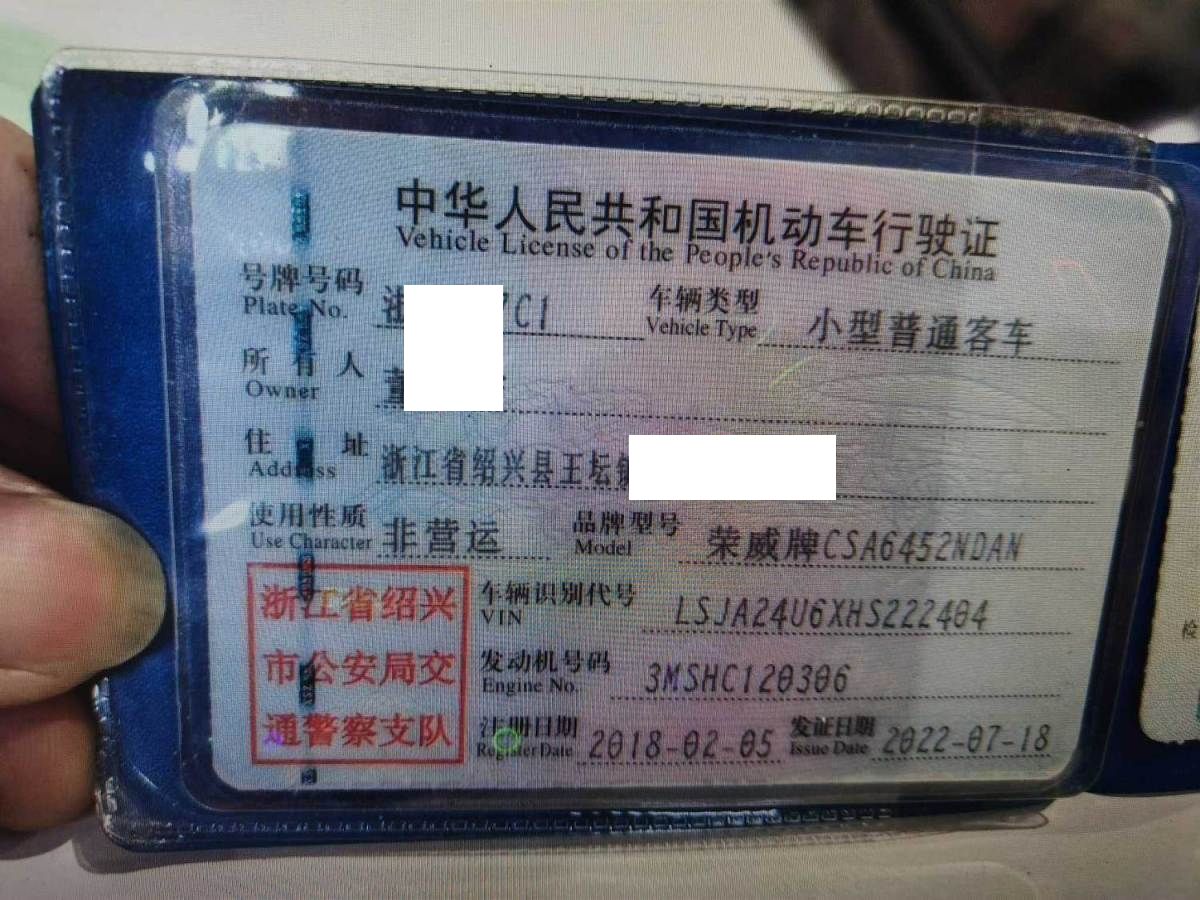 中华人民共和国机动车行驶证
Vehicle License of the People's Republic of China
号牌号码 浙 7C1 车辆类型 小型普通客车
Plate No. Vehicle Type
所有人 董
Owner
住址 浙江省绍兴县王坛镇
Address
使用性质 非营运 品牌型号 荣威牌CSA6452NDAN
Use Character Model
浙江省绍兴
市公安局交
通警察支队
车辆识别代号 LSJA24U6XHS222404
VIN
发动机号码 3MSHC120306
Engine No.
注册日期 2018-02-05 发证日期 2022-07-18
Register Date Issue Date
检